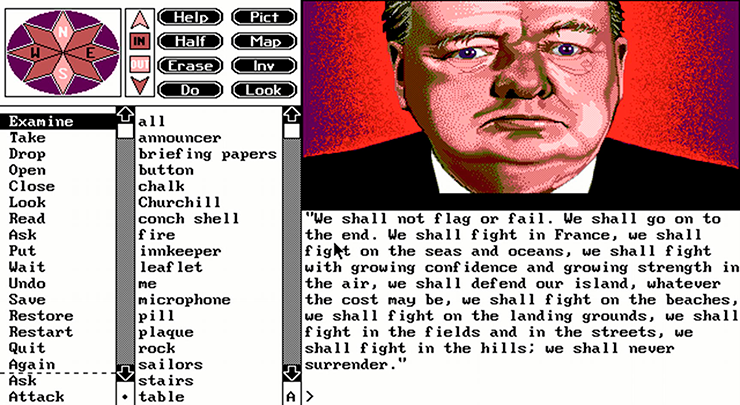 N
W
E
S
IN
OUT
Help
Pict
Half
Map
Erase
Inv
Do
Look
Examine
Take
Drop
Open
Close
Look
Read
Ask
Put
Wait
Undo
Save
Restore
Restart
Quit
Again
Ask
Attack
all
announcer
briefing papers
button
chalk
Churchill
conch shell
fire
innkeeper
leaflet
me
microphone
pill
plaque
rock
sailors
stairs
table
A
"We shall not flag or fail. We shall go on to
the end. We shall fight in France, we shall
fight on the seas and oceans, we shall fight
with growing confidence and growing strength in
the air, we shall defend our island, whatever
the cost may be, we shall fight on the beaches,
we shall fight on the landing grounds, we shall
fight in the fields and in the streets, we
shall fight in the hills; we shall never
surrender."
>